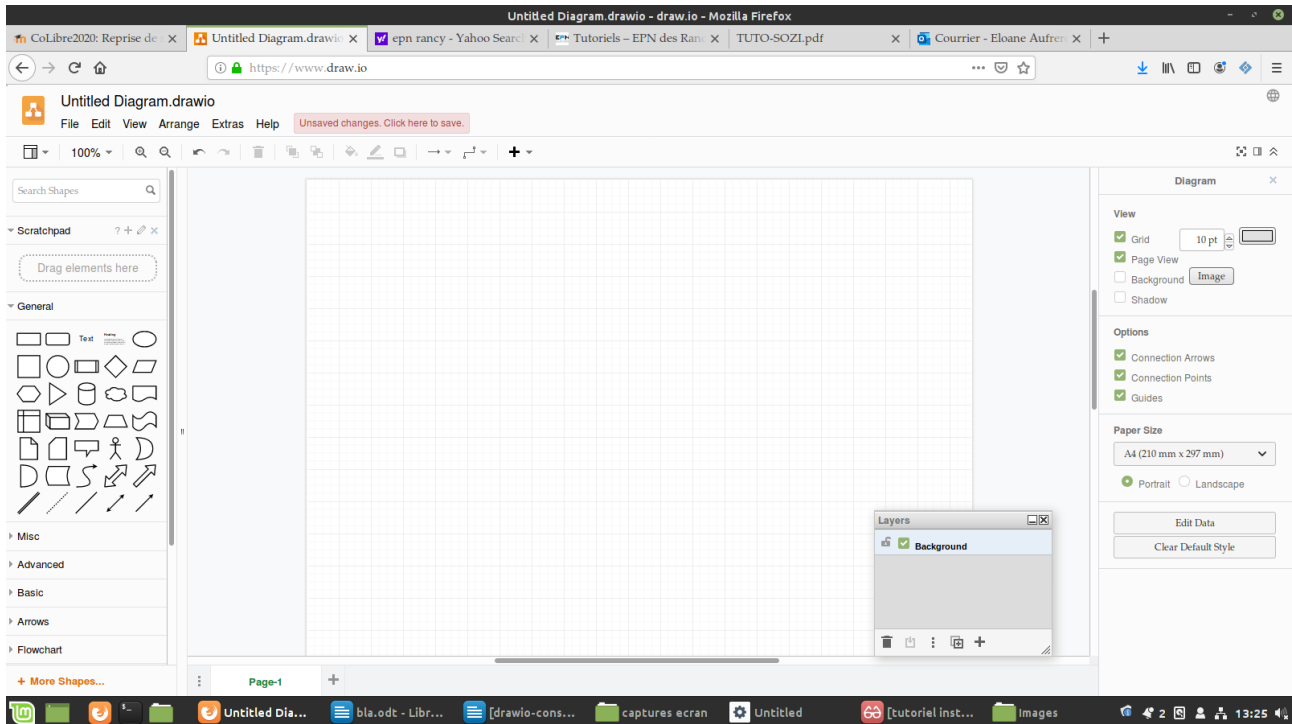 Untitled Diagram.drawio - draw.io - Mozilla Firefox
CoLibre2020: Reprise de
Untitled Diagram.drawio
epn rancy - Yahoo Search
Tutoriels – EPN des Ranc
TUTO-SOZI.pdf
Courrier - Eloane Aufren
https://www.draw.io
Untitled Diagram.drawio
File Edit View Arrange Extras Help Unsaved changes. Click here to save.
100%
Search Shapes
Scratchpad
Drag elements here
General
Text
Heading
Misc
Advanced
Basic
Arrows
Flowchart
+ More Shapes...
Page-1
Layers
Background
Diagram
View
Grid 10 pt
Page View
Background Image
Shadow
Options
Connection Arrows
Connection Points
Guides
Paper Size
A4 (210 mm x 297 mm)
Portrait Landscape
Edit Data
Clear Default Style
Untitled Dia...
bla.odt - Libr...
[drawio-cons...
captures ecran
Untitled
[tutoriel inst...
Images
2
13:25